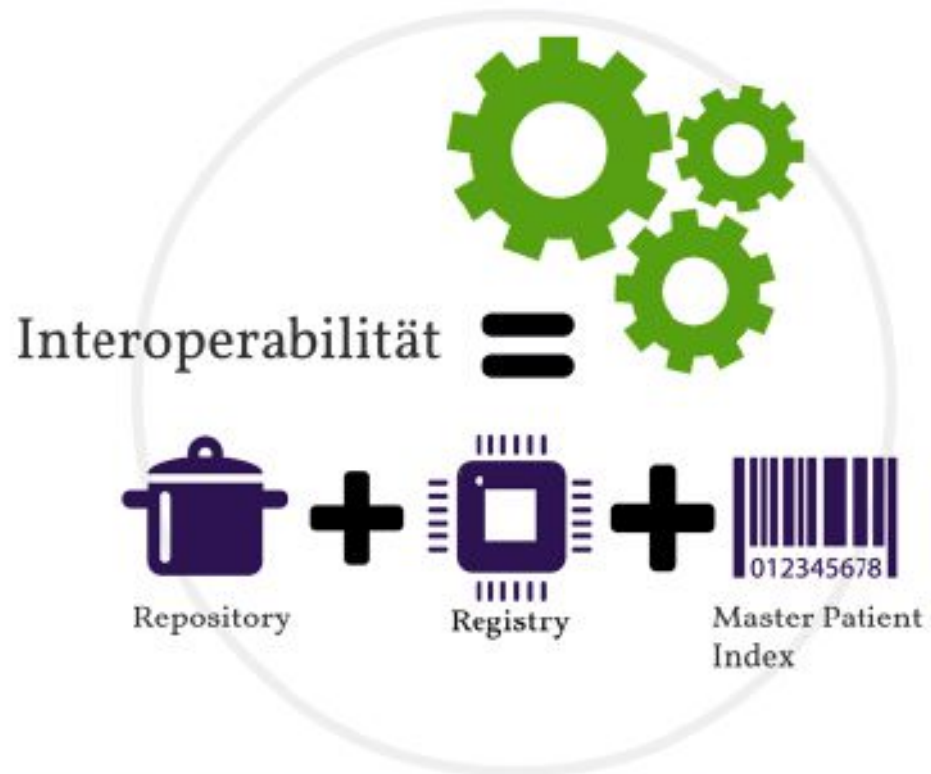 Interoperabilität
012345678
Repository
Registry
Master Patient
Index